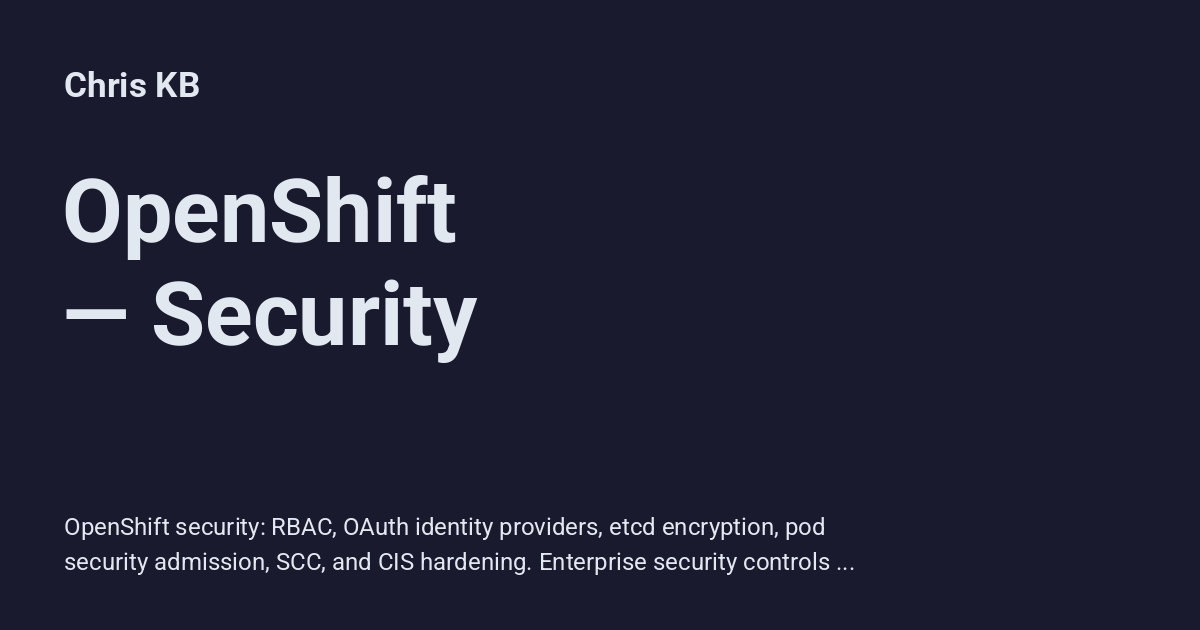 Chris KB
OpenShift
— Security
OpenShift security: RBAC, OAuth identity providers, etcd encryption, pod
security admission, SCC, and CIS hardening. Enterprise security controls ...